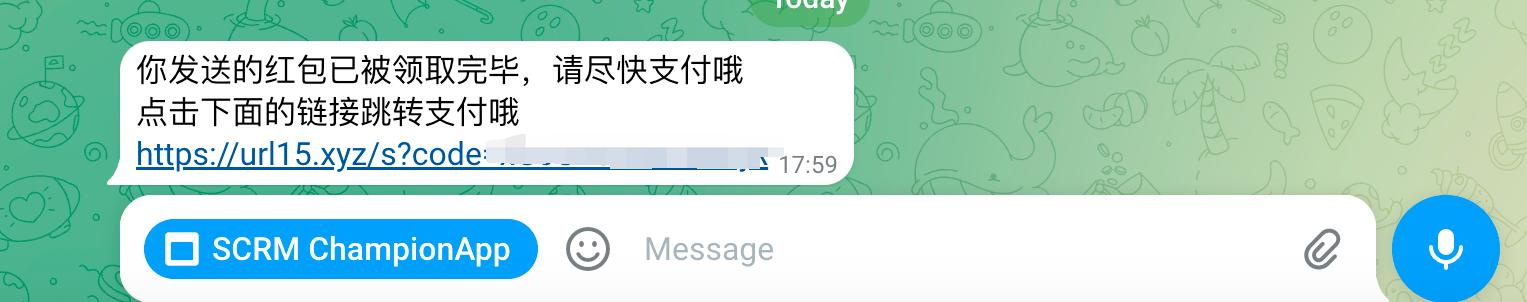 Today
你发送的红包已被领取完毕，请尽快支付哦
点击下面的链接跳转支付哦
https://url15.xyz/s?code=
17:59
SCRM ChampionApp
Message